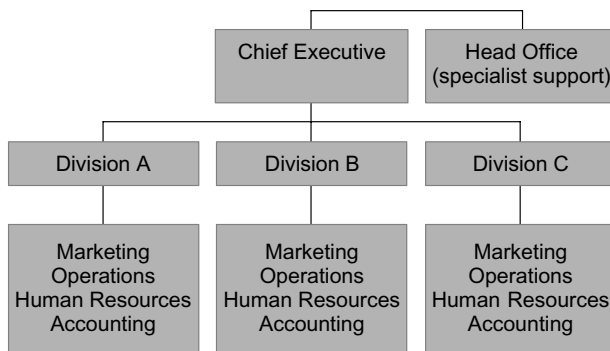 Chief Executive
Head Office
(specialist support)
Division A
Division B
Division C
Marketing
Operations
Human Resources
Accounting
Marketing
Operations
Human Resources
Accounting
Marketing
Operations
Human Resources
Accounting